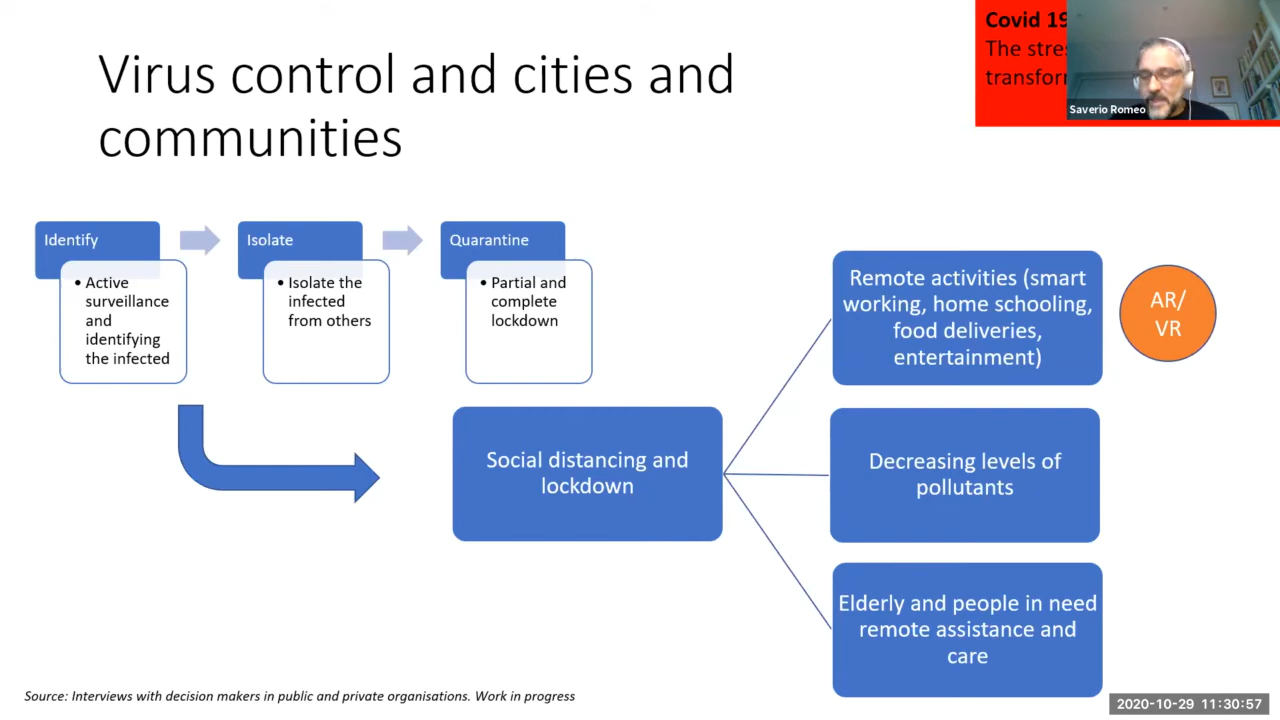 Virus control and cities and
communities
Covid 19
The
Saverio Romeo
Identify
• Active
surveillance
and
identifying
the infected
Isolate
• Isolate the
infected
from others
Quarantine
• Partial and
complete
lockdown
Social distancing and
lockdown
Remote activities (smart
working, home schooling,
food deliveries,
entertainment)
AR/
VR
Decreasing levels of
pollutants
Elderly and people in need
remote assistance and
care
Source: Interviews with decision makers in public and private organisations. Work in progress
2020-10-29 11:30:57